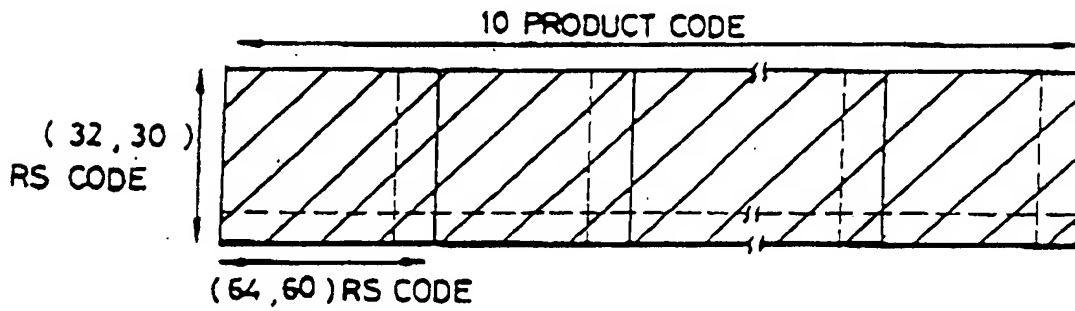 10 PRODUCT CODE
( 32 , 30 )
RS CODE
( 64 , 60 ) RS CODE